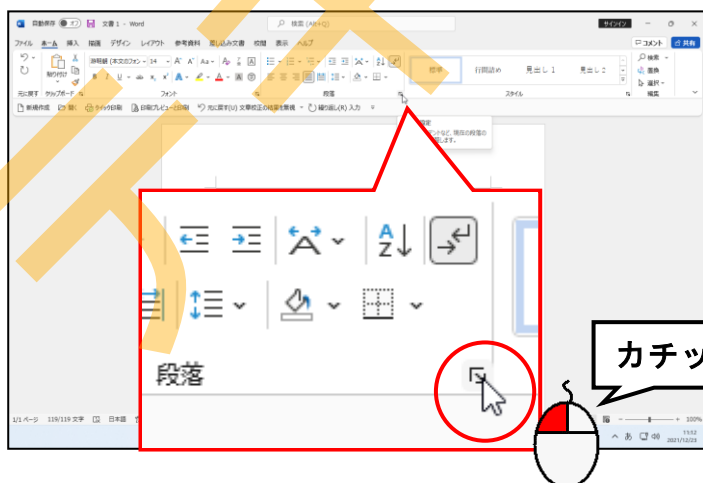 自動保存 オフ 文書 1 - Word 検索 (Alt+Q) サインイン
ファイル ホーム 挿入 描画 デザイン レイアウト 参考資料 差し込み文書 校閲 表示 ヘルプ コメント 共有
貼り付け 游明朝 (本文のフォン 14 標準 行間詰め 見出し 1 見出し 2 検索
置換
選択
元に戻す クリップボード フォント 段落 スタイル 編集
新規作成 開く クイック印刷 印刷プレビューと印刷 元に戻す(U) 文章校正の結果を無視 繰り返し(R) 入力
段落
カチッ
1/1 ページ 119/119 文字 日本語 100%
あ 11:52
2021/12/23